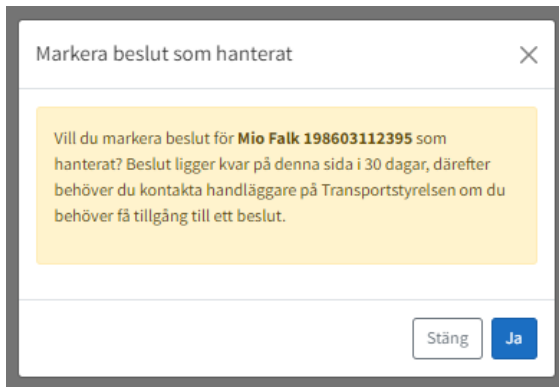 Markera beslut som hanterat
Vill du markera beslut för Mio Falk 198603112395 som
hanterat? Beslut ligger kvar på denna sida i 30 dagar, därefter
behöver du kontakta handläggare på Transportstyrelsen om du
behöver få tillgång till ett beslut.
Stäng
Ja